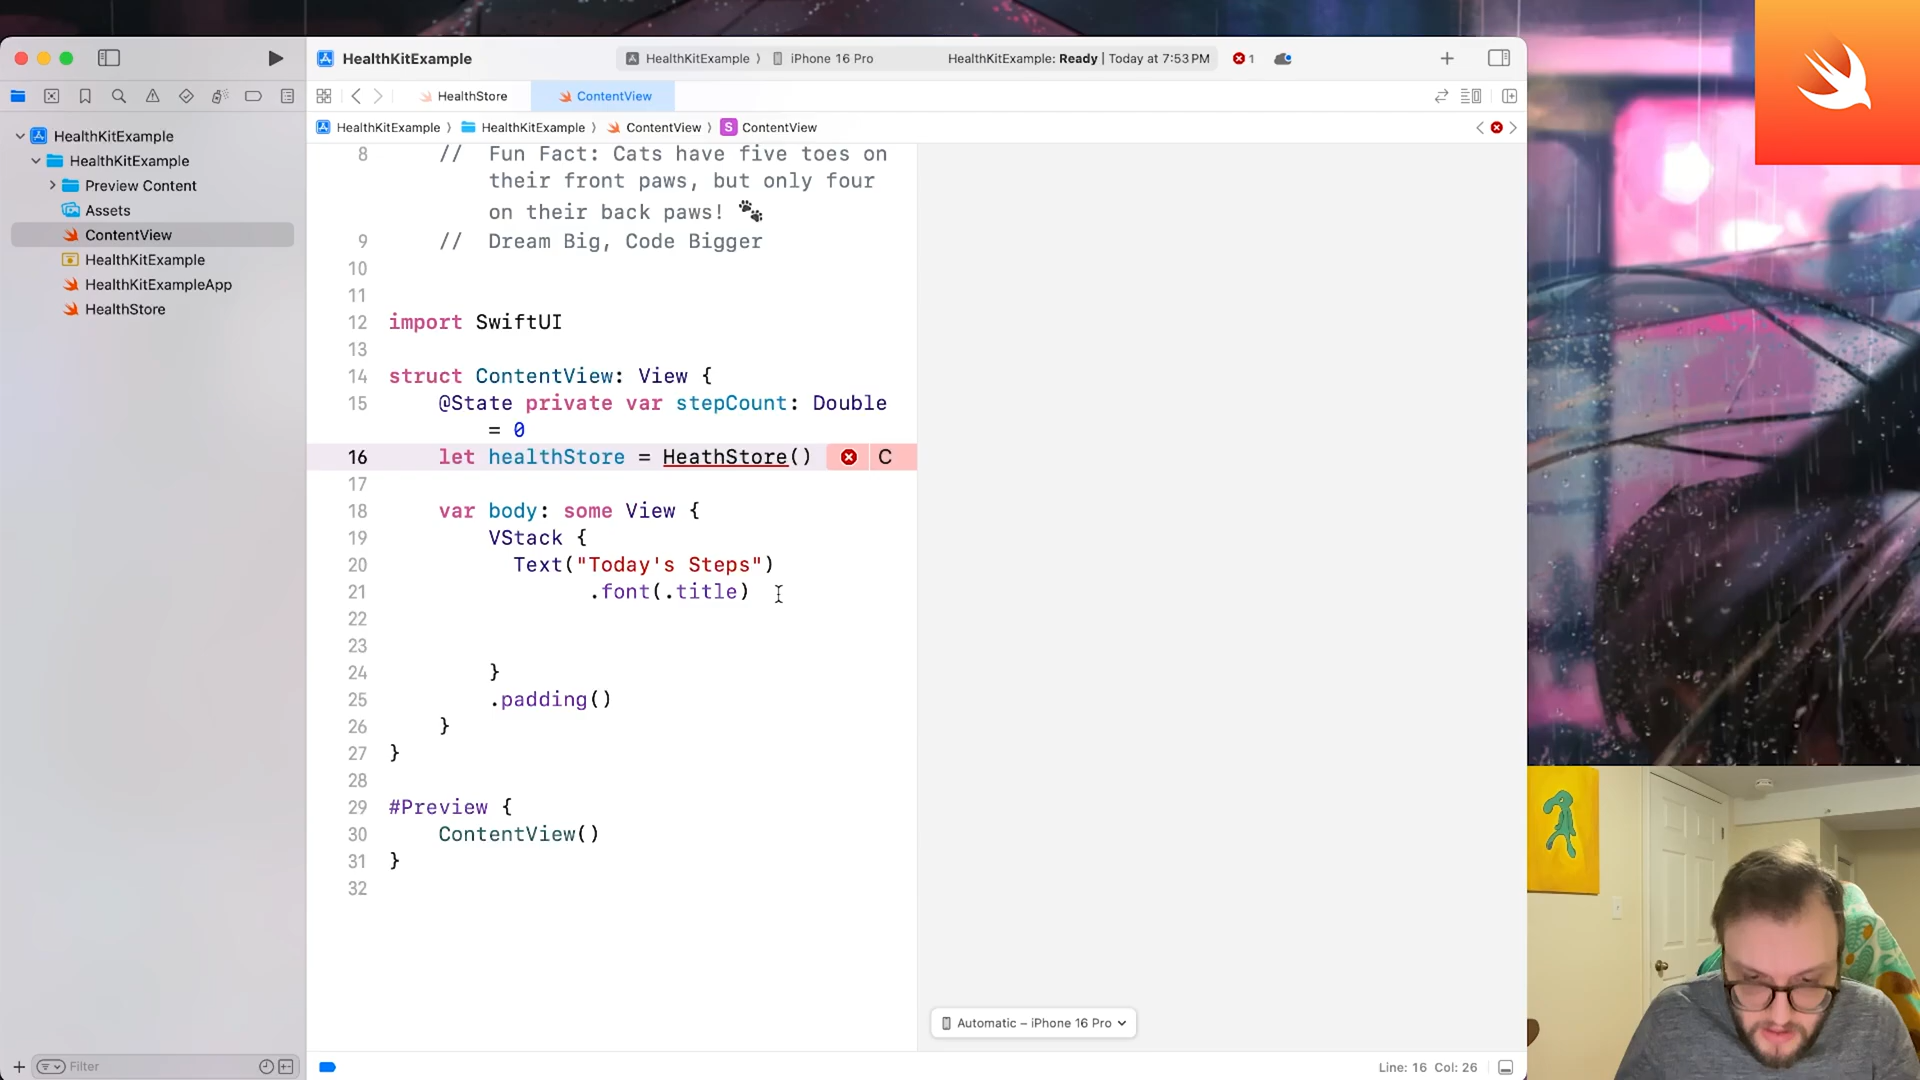 HealthKitExample
HealthKitExample 〉 iPhone 16 Pro
HealthKitExample: Ready | Today at 7:53 PM
1
HealthStore
ContentView
HealthKitExample 〉 HealthKitExample 〉 ContentView 〉 S ContentView
HealthKitExample
HealthKitExample
Preview Content
Assets
ContentView
HealthKitExample
HealthKitExampleApp
HealthStore
8 // Fun Fact: Cats have five toes on
their front paws, but only four
on their back paws! 🐾
9 // Dream Big, Code Bigger
10
11
12 import SwiftUI
13
14 struct ContentView: View {
15 @State private var stepCount: Double
= 0
16 let healthStore = HeathStore() C
17
18 var body: some View {
19 VStack {
20 Text("Today's Steps")
21 .font(.title)
22
23
24 }
25 .padding()
26 }
27 }
28
29 #Preview {
30 ContentView()
31 }
32
Automatic – iPhone 16 Pro
Filter
Line: 16 Col: 26